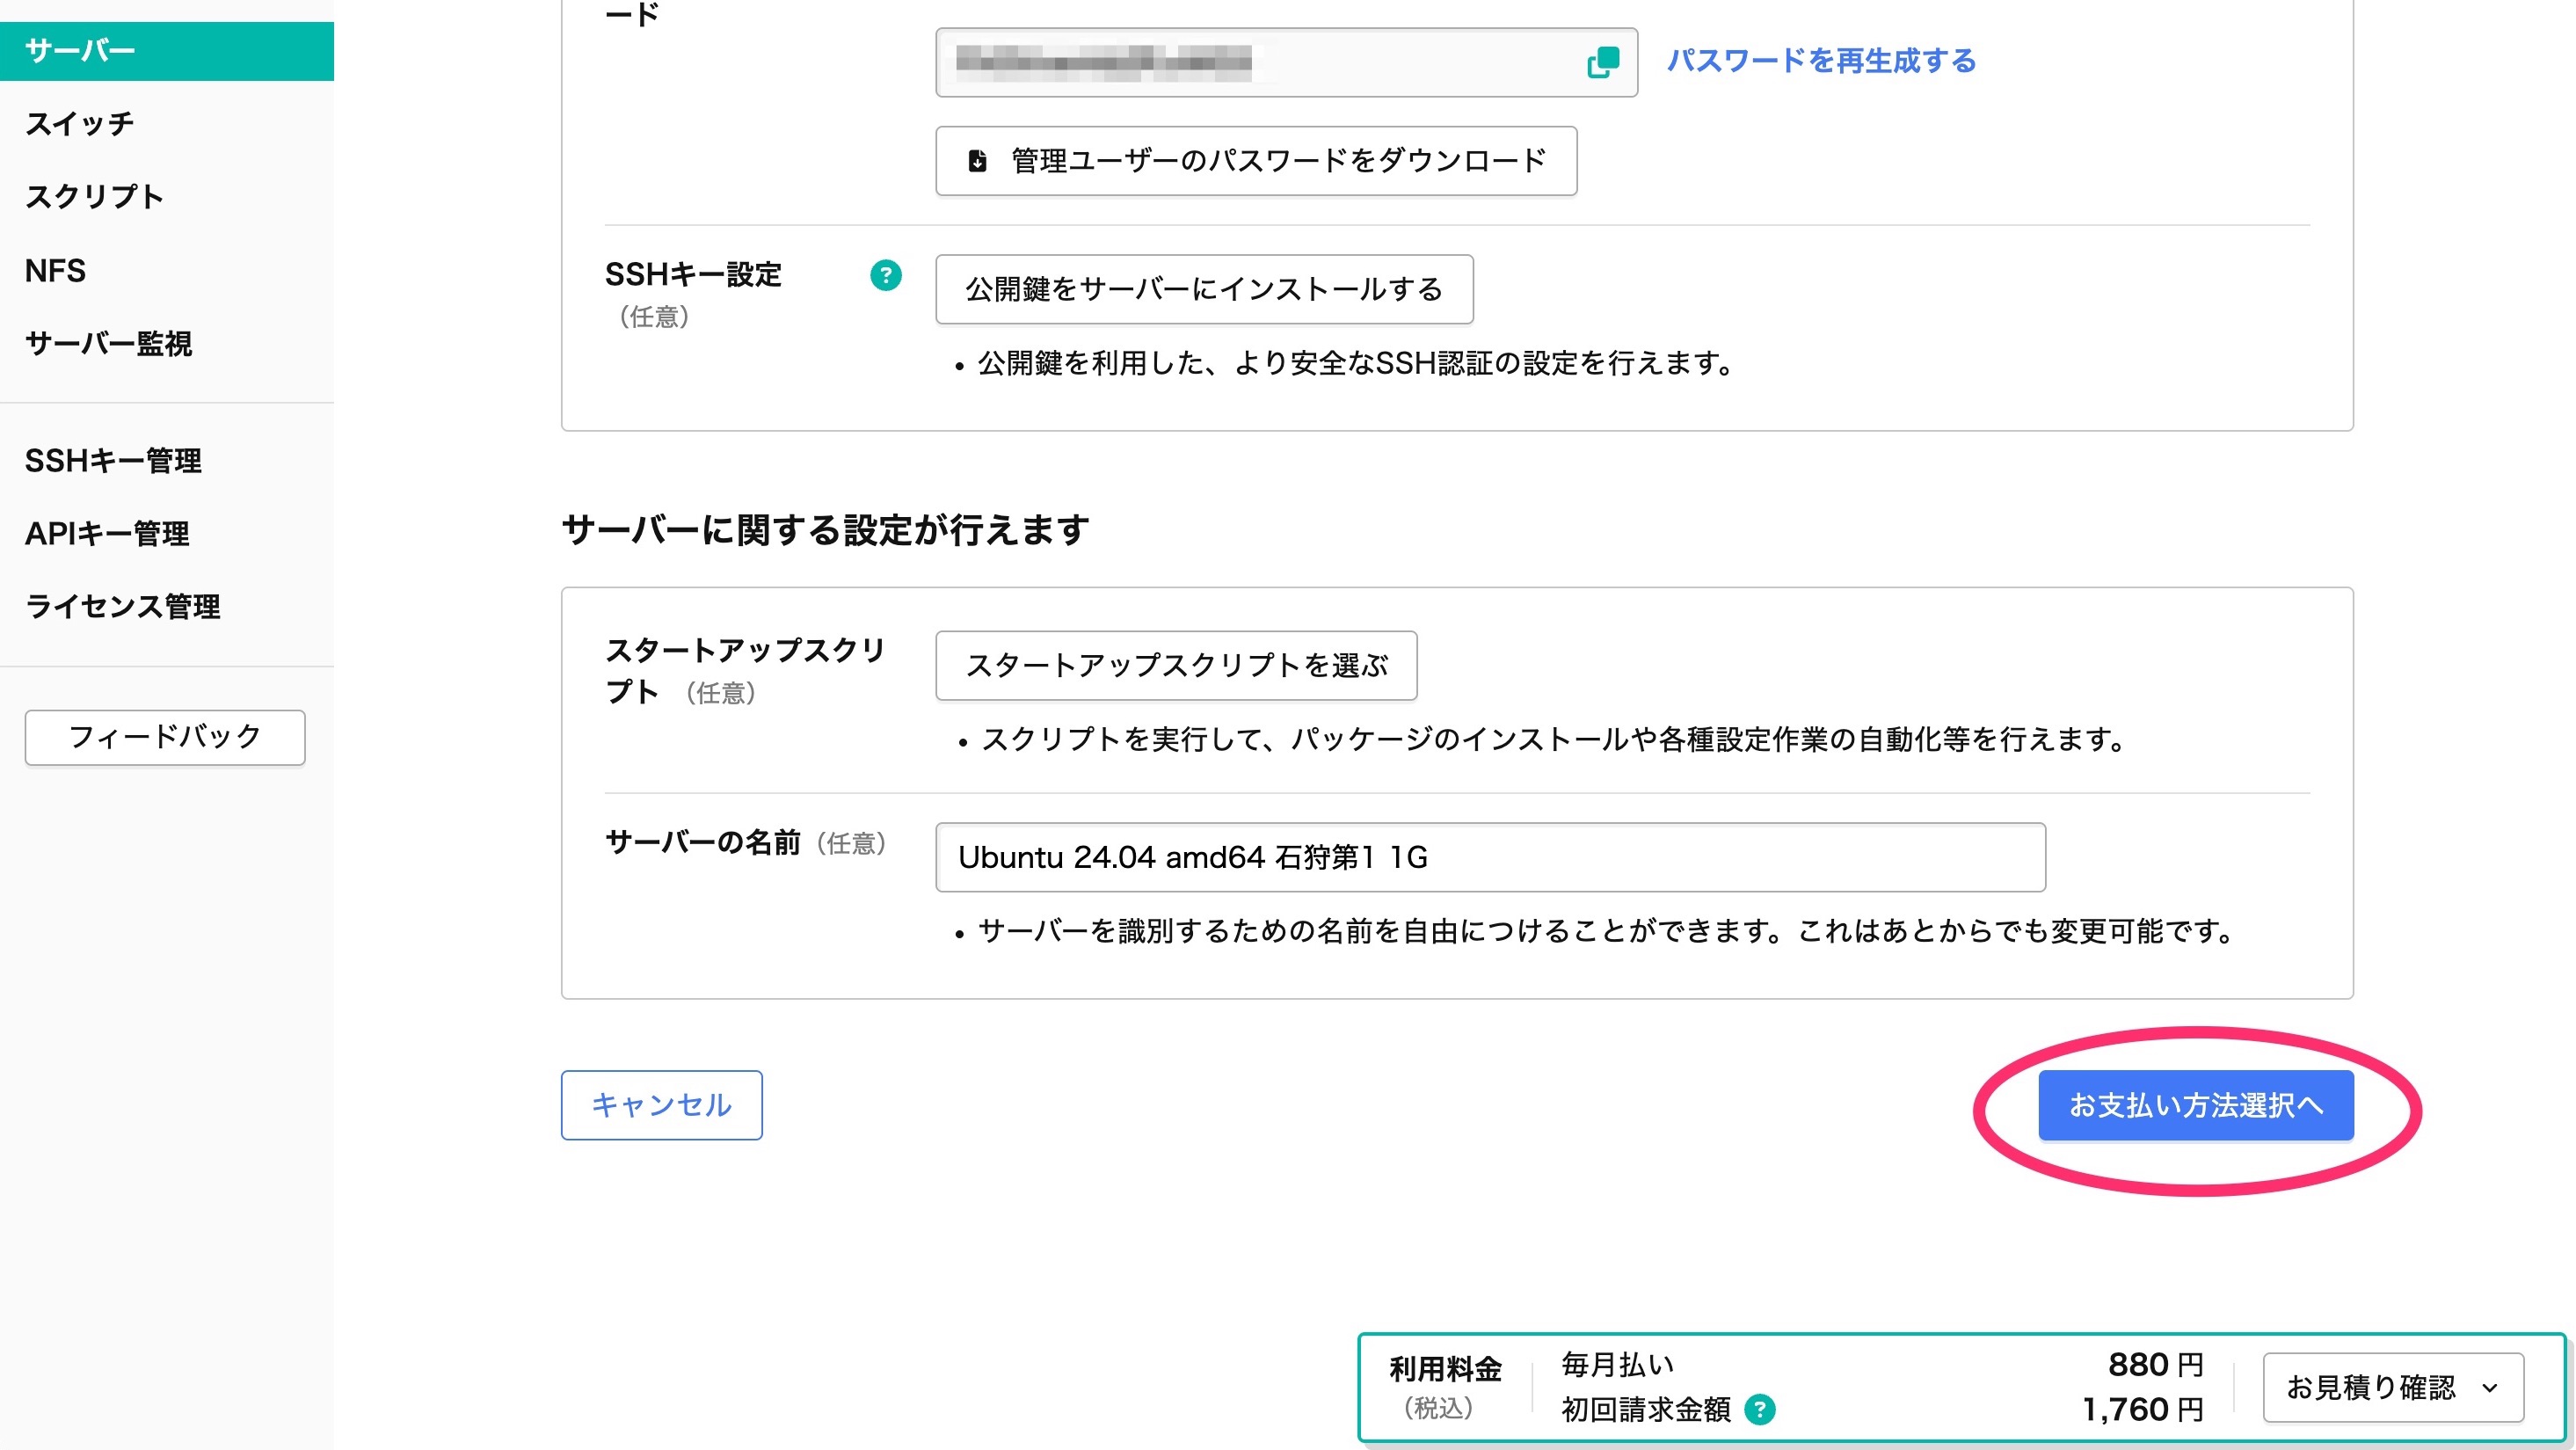 サーバー
スイッチ
スクリプト
NFS
サーバー監視
SSHキー管理
APIキー管理
ライセンス管理
フィードバック
ード
パスワードを再生成する
管理ユーザーのパスワードをダウンロード
SSHキー設定
（任意）
公開鍵をサーバーにインストールする
• 公開鍵を利用した、より安全なSSH認証の設定を行えます。
サーバーに関する設定が行えます
スタートアップスクリ
プト （任意）
スタートアップスクリプトを選ぶ
• スクリプトを実行して、パッケージのインストールや各種設定作業の自動化等を行えます。
サーバーの名前（任意）
Ubuntu 24.04 amd64 石狩第1 1G
• サーバーを識別するための名前を自由につけることができます。これはあとからでも変更可能です。
キャンセル
お支払い方法選択へ
利用料金
（税込）
毎月払い 880 円
初回請求金額 ? 1,760 円
お見積り確認